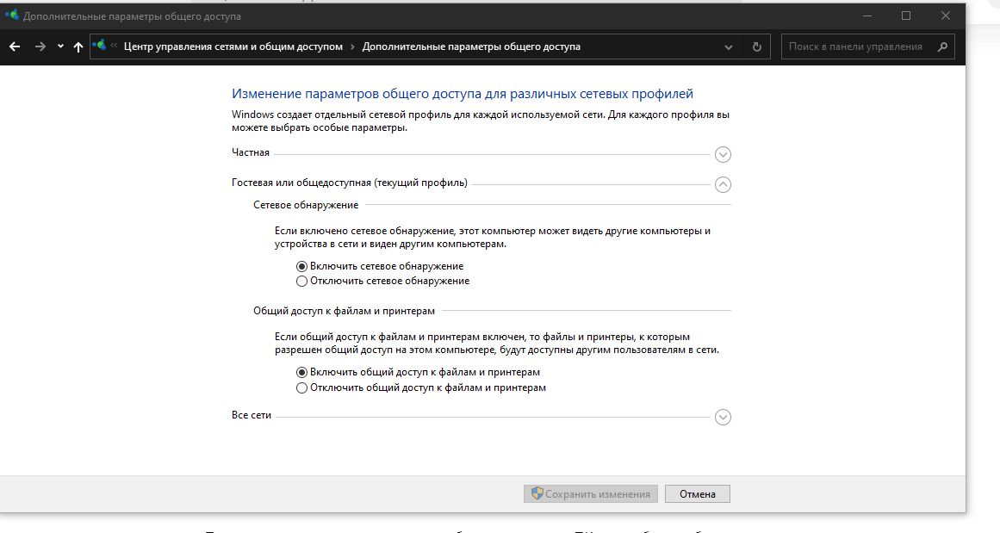 Дополнительные параметры общего доступа
Центр управления сетями и общим доступом › Дополнительные параметры общего доступа
Поиск в панели управления
Изменение параметров общего доступа для различных сетевых профилей
Windows создает отдельный сетевой профиль для каждой используемой сети. Для каждого профиля вы
можете выбрать особые параметры.
Частная
Гостевая или общедоступная (текущий профиль)
Сетевое обнаружение
Если включено сетевое обнаружение, этот компьютер может видеть другие компьютеры и
устройства в сети и виден другим компьютерам.
Включить сетевое обнаружение
Отключить сетевое обнаружение
Общий доступ к файлам и принтерам
Если общий доступ к файлам и принтерам включен, то файлы и принтеры, к которым
разрешен общий доступ на этом компьютере, будут доступны другим пользователям в сети.
Включить общий доступ к файлам и принтерам
Отключить общий доступ к файлам и принтерам
Все сети
Сохранить изменения
Отмена